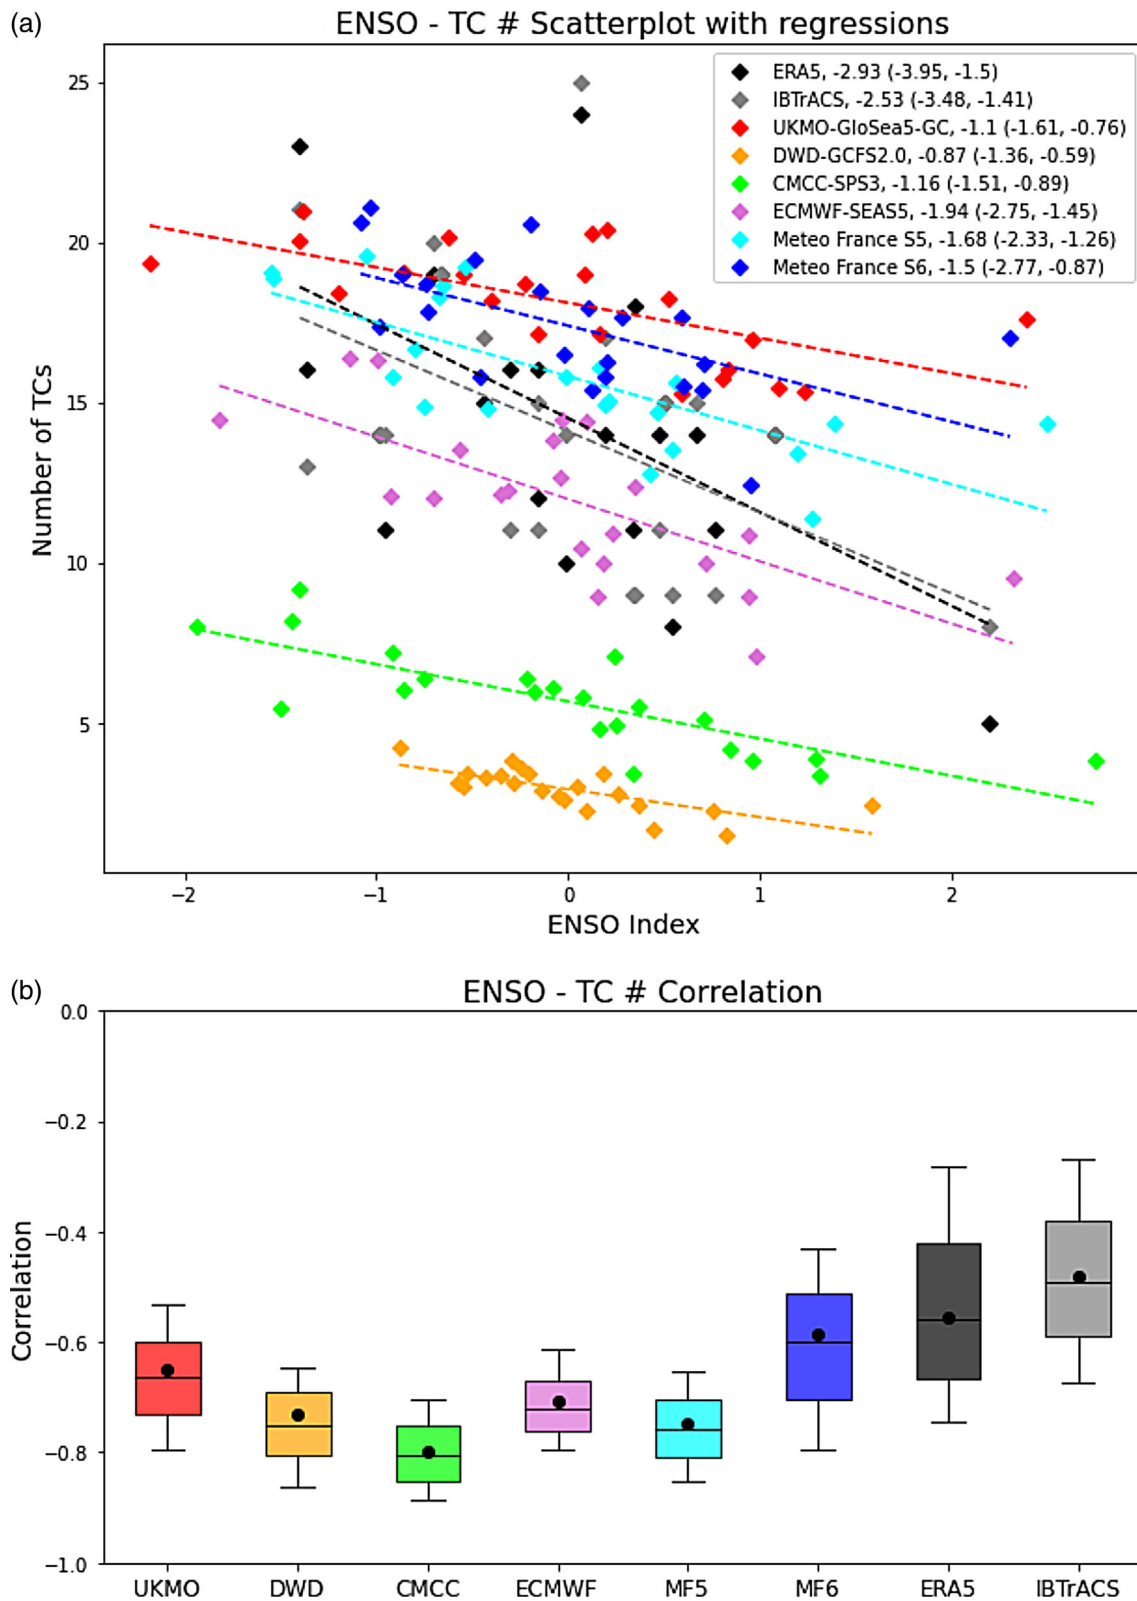 (a)
ENSO - TC # Scatterplot with regressions
ERA5, -2.93 (-3.95, -1.5)
IBTrACS, -2.53 (-3.48, -1.41)
UKMO-GloSea5-GC, -1.1 (-1.61, -0.76)
DWD-GCFS2.0, -0.87 (-1.36, -0.59)
CMCC-SPS3, -1.16 (-1.51, -0.89)
ECMWF-SEAS5, -1.94 (-2.75, -1.45)
Meteo France S5, -1.68 (-2.33, -1.26)
Meteo France S6, -1.5 (-2.77, -0.87)
Number of TCs
25
20
15
10
5
−2 −1 0 1 2
ENSO Index
(b)
ENSO - TC # Correlation
Correlation
0.0
−0.2
−0.4
−0.6
−0.8
−1.0
UKMO DWD CMCC ECMWF MF5 MF6 ERA5 IBTrACS